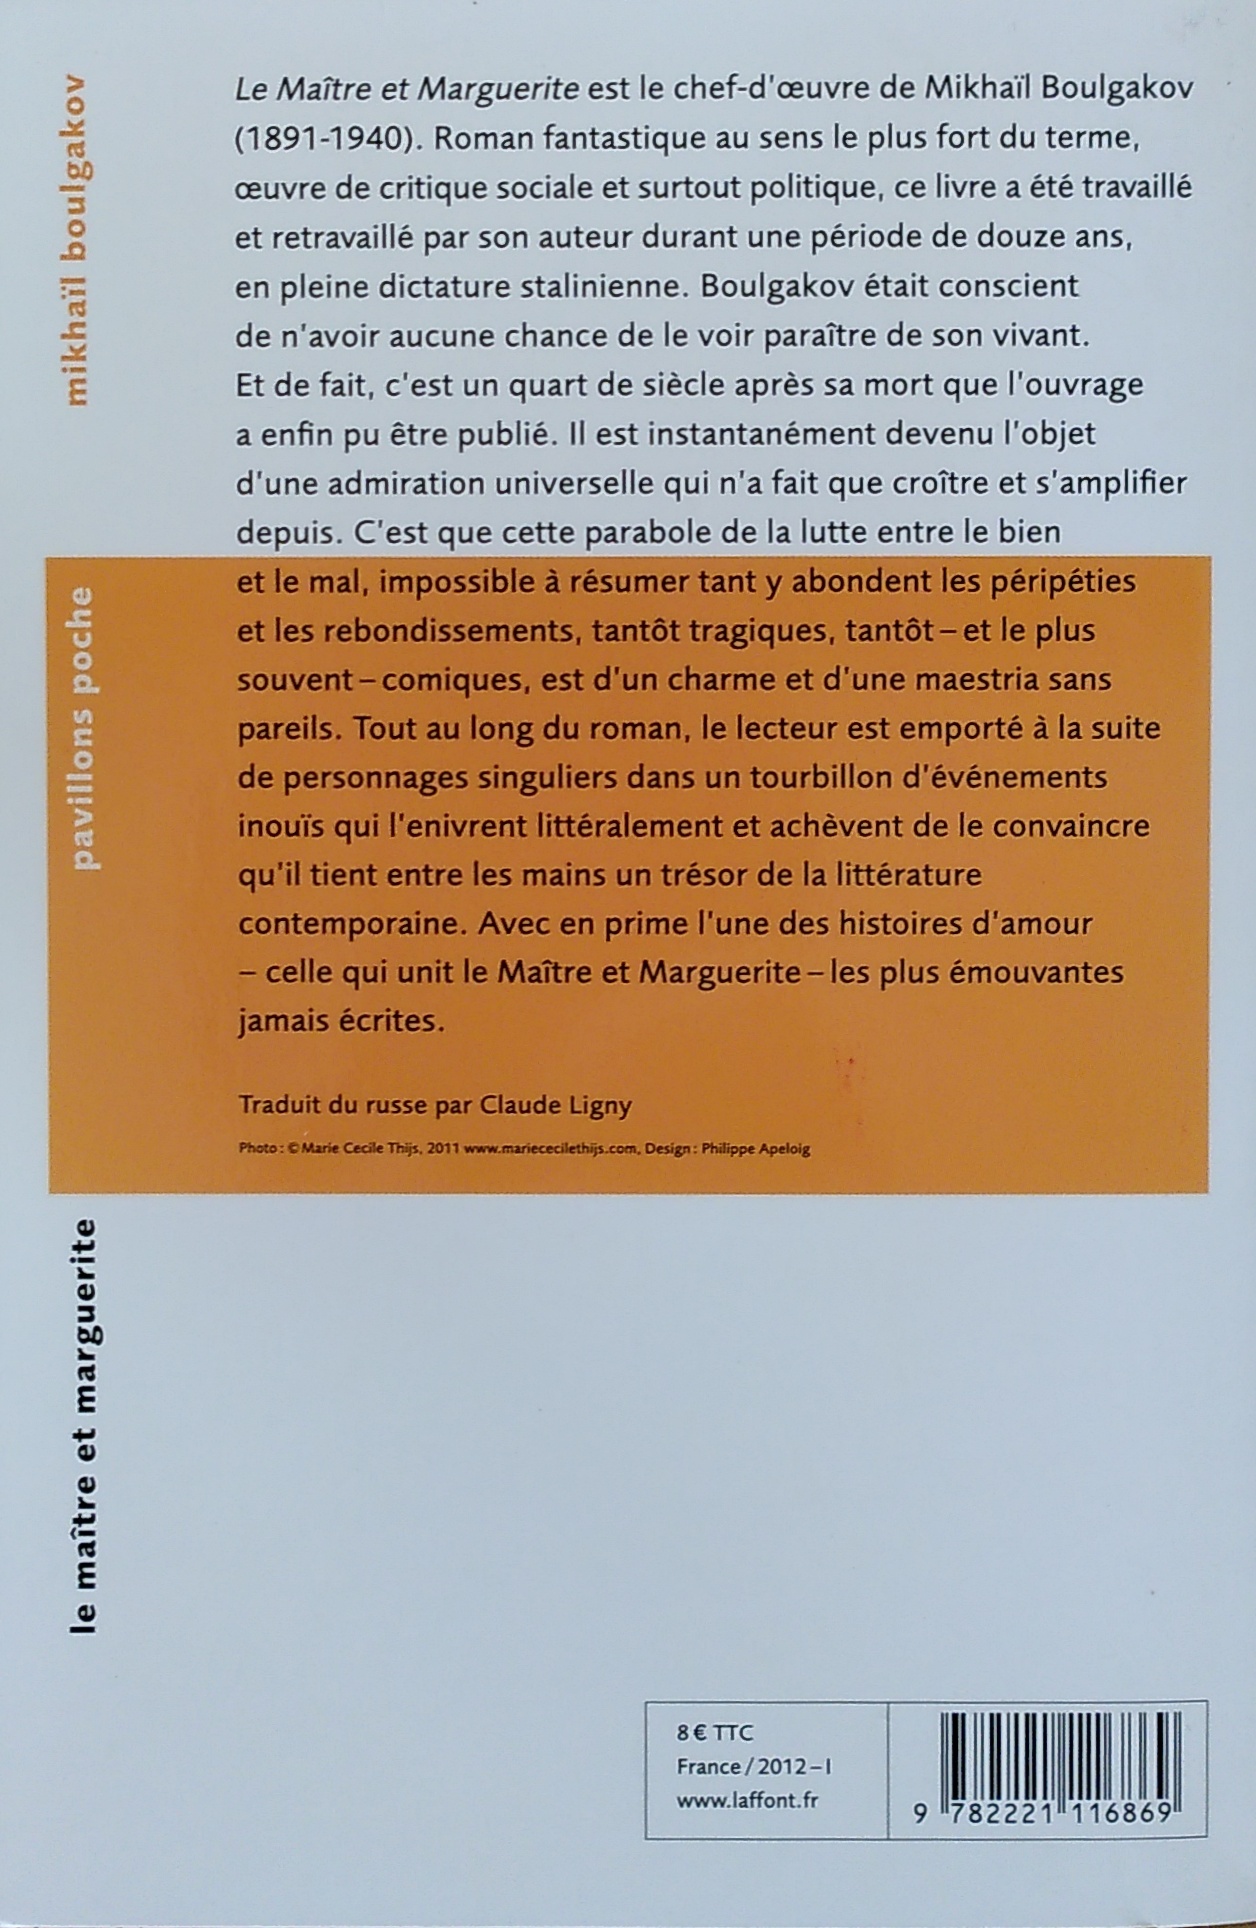 mikhaïl boulgakov
Le Maître et Marguerite est le chef-d'œuvre de Mikhaïl Boulgakov
(1891-1940). Roman fantastique au sens le plus fort du terme,
œuvre de critique sociale et surtout politique, ce livre a été travaillé
et retravaillé par son auteur durant une période de douze ans,
en pleine dictature stalinienne. Boulgakov était conscient
de n'avoir aucune chance de le voir paraître de son vivant.
Et de fait, c'est un quart de siècle après sa mort que l'ouvrage
a enfin pu être publié. Il est instantanément devenu l'objet
d'une admiration universelle qui n'a fait que croître et s'amplifier
depuis. C'est que cette parabole de la lutte entre le bien
et le mal, impossible à résumer tant y abondent les péripéties
et les rebondissements, tantôt tragiques, tantôt – et le plus
souvent – comiques, est d'un charme et d'une maestria sans
pareils. Tout au long du roman, le lecteur est emporté à la suite
de personnages singuliers dans un tourbillon d'événements
inouïs qui l'enivrent littéralement et achèvent de le convaincre
qu'il tient entre les mains un trésor de la littérature
contemporaine. Avec en prime l'une des histoires d'amour
– celle qui unit le Maître et Marguerite – les plus émouvantes
jamais écrites.
pavillons poche
Traduit du russe par Claude Ligny
Photo : © Marie Cecile Thijs, 2011 www.mariececilethijs.com, Design : Philippe Apeloig
le maître et marguerite
8 € TTC
France / 2012 – I
www.laffont.fr
9 782221 116869